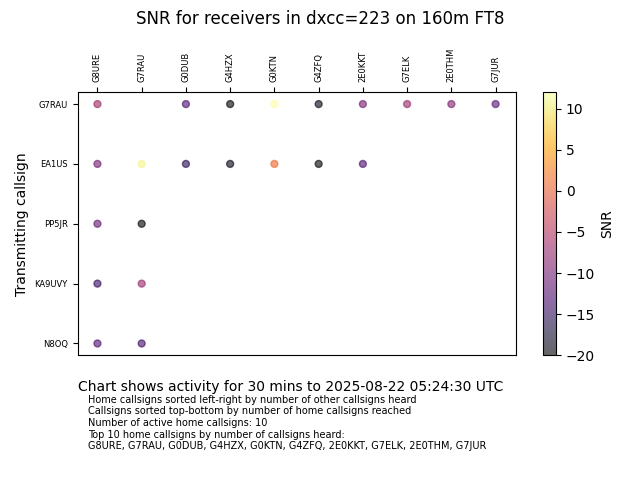 SNR for receivers in dxcc=223 on 160m FT8
G8URE G7RAU G0DUB G4HZX G0KTN G4ZFQ 2E0KKT G7ELK 2E0THM G7JUR
Transmitting callsign
G7RAU
EA1US
PP5JR
KA9UVY
N8OQ
10
5
0
−5
−10
−15
−20
SNR
Chart shows activity for 30 mins to 2025-08-22 05:24:30 UTC
Home callsigns sorted left-right by number of other callsigns heard
Callsigns sorted top-bottom by number of home callsigns reached
Number of active home callsigns: 10
Top 10 home callsigns by number of callsigns heard:
G8URE, G7RAU, G0DUB, G4HZX, G0KTN, G4ZFQ, 2E0KKT, G7ELK, 2E0THM, G7JUR